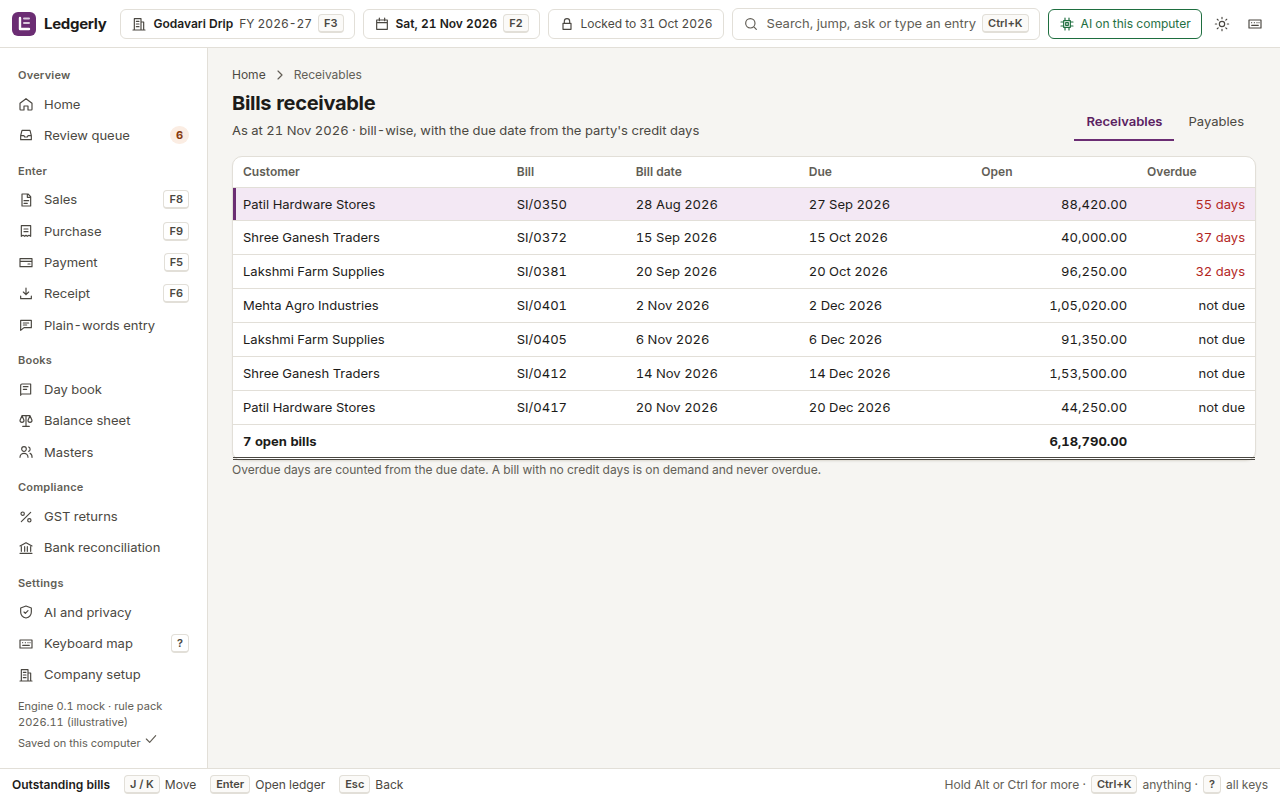 Ledgerly
Godavari Drip FY 2026-27 F3
Sat, 21 Nov 2026 F2
Locked to 31 Oct 2026
Search, jump, ask or type an entry Ctrl+K
AI on this computer
Overview
Home
Review queue 6
Enter
Sales F8
Purchase F9
Payment F5
Receipt F6
Plain-words entry
Books
Day book
Balance sheet
Masters
Compliance
GST returns
Bank reconciliation
Settings
AI and privacy
Keyboard map ?
Company setup
Engine 0.1 mock · rule pack
2026.11 (illustrative)
Saved on this computer
Home Receivables
Bills receivable
As at 21 Nov 2026 · bill-wise, with the due date from the party's credit days
Receivables Payables
Customer Bill Bill date Due Open Overdue
Patil Hardware Stores SI/0350 28 Aug 2026 27 Sep 2026 88,420.00 55 days
Shree Ganesh Traders SI/0372 15 Sep 2026 15 Oct 2026 40,000.00 37 days
Lakshmi Farm Supplies SI/0381 20 Sep 2026 20 Oct 2026 96,250.00 32 days
Mehta Agro Industries SI/0401 2 Nov 2026 2 Dec 2026 1,05,020.00 not due
Lakshmi Farm Supplies SI/0405 6 Nov 2026 6 Dec 2026 91,350.00 not due
Shree Ganesh Traders SI/0412 14 Nov 2026 14 Dec 2026 1,53,500.00 not due
Patil Hardware Stores SI/0417 20 Nov 2026 20 Dec 2026 44,250.00 not due
7 open bills 6,18,790.00
Overdue days are counted from the due date. A bill with no credit days is on demand and never overdue.
Outstanding bills J / K Move Enter Open ledger Esc Back
Hold Alt or Ctrl for more · Ctrl+K anything · ? all keys